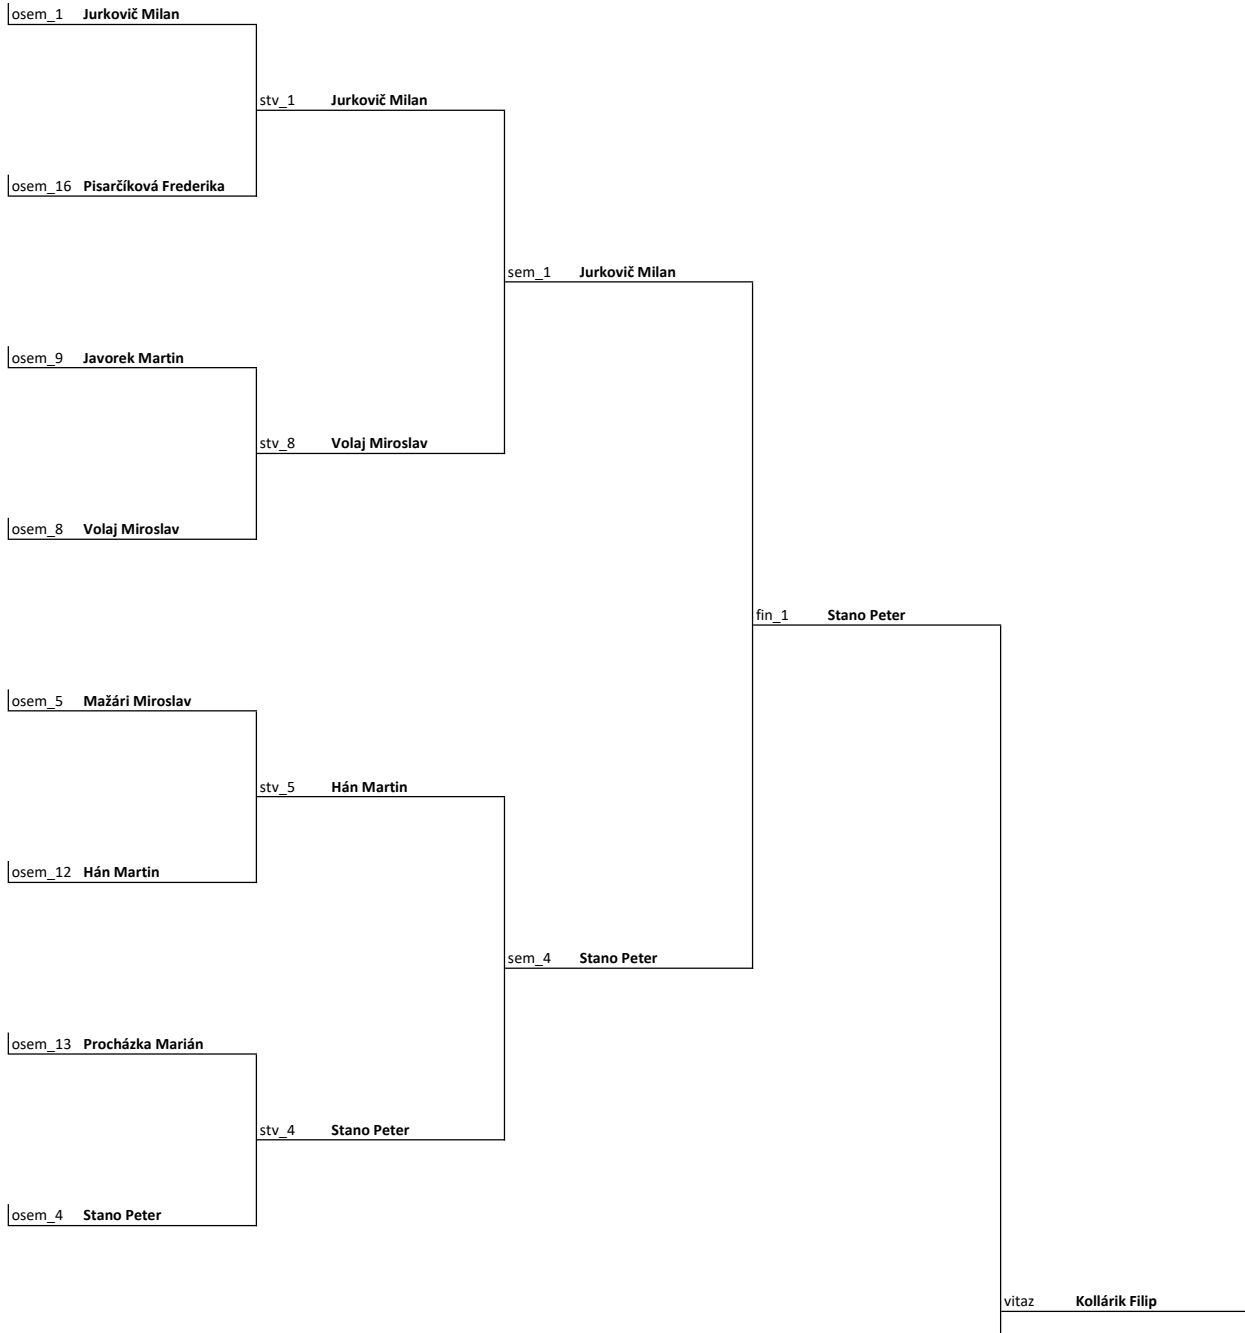 osem_1 Jurkovič Milan
stv_1 Jurkovič Milan
osem_16 Pisarčíková Frederika
sem_1 Jurkovič Milan
osem_9 Javorek Martin
stv_8 Volaj Miroslav
osem_8 Volaj Miroslav
fin_1 Stano Peter
osem_5 Mažári Miroslav
stv_5 Hán Martin
osem_12 Hán Martin
sem_4 Stano Peter
osem_13 Procházka Marián
stv_4 Stano Peter
osem_4 Stano Peter
vitaz Kollárik Filip